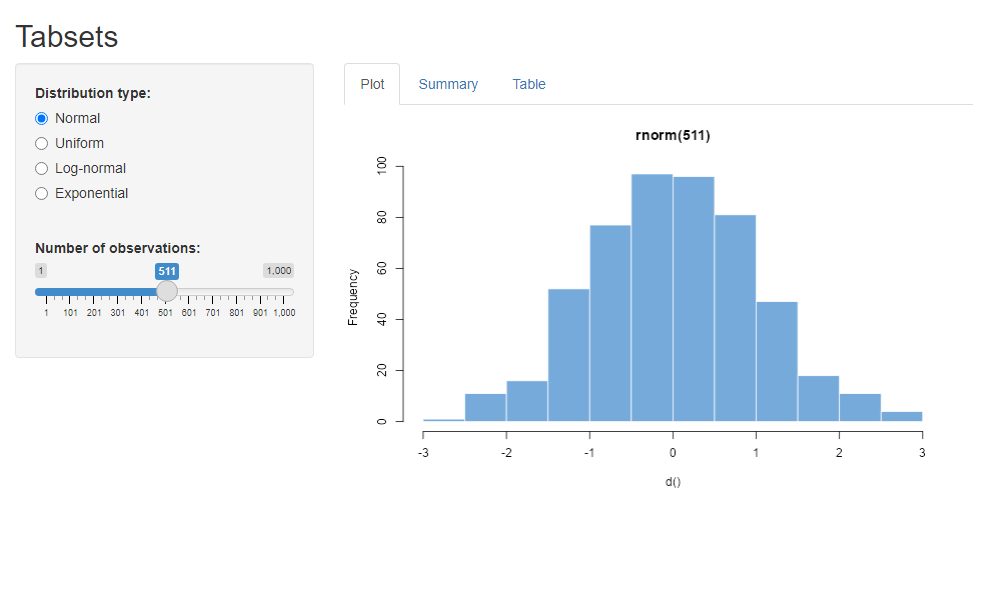 Tabsets
Distribution type:
Normal
Uniform
Log-normal
Exponential
Number of observations:
1 511 1,000
1 101 201 301 401 501 601 701 801 901 1,000
Plot Summary Table
rnorm(511)
Frequency
100
80
60
40
20
0
-3 -2 -1 0 1 2 3
d()